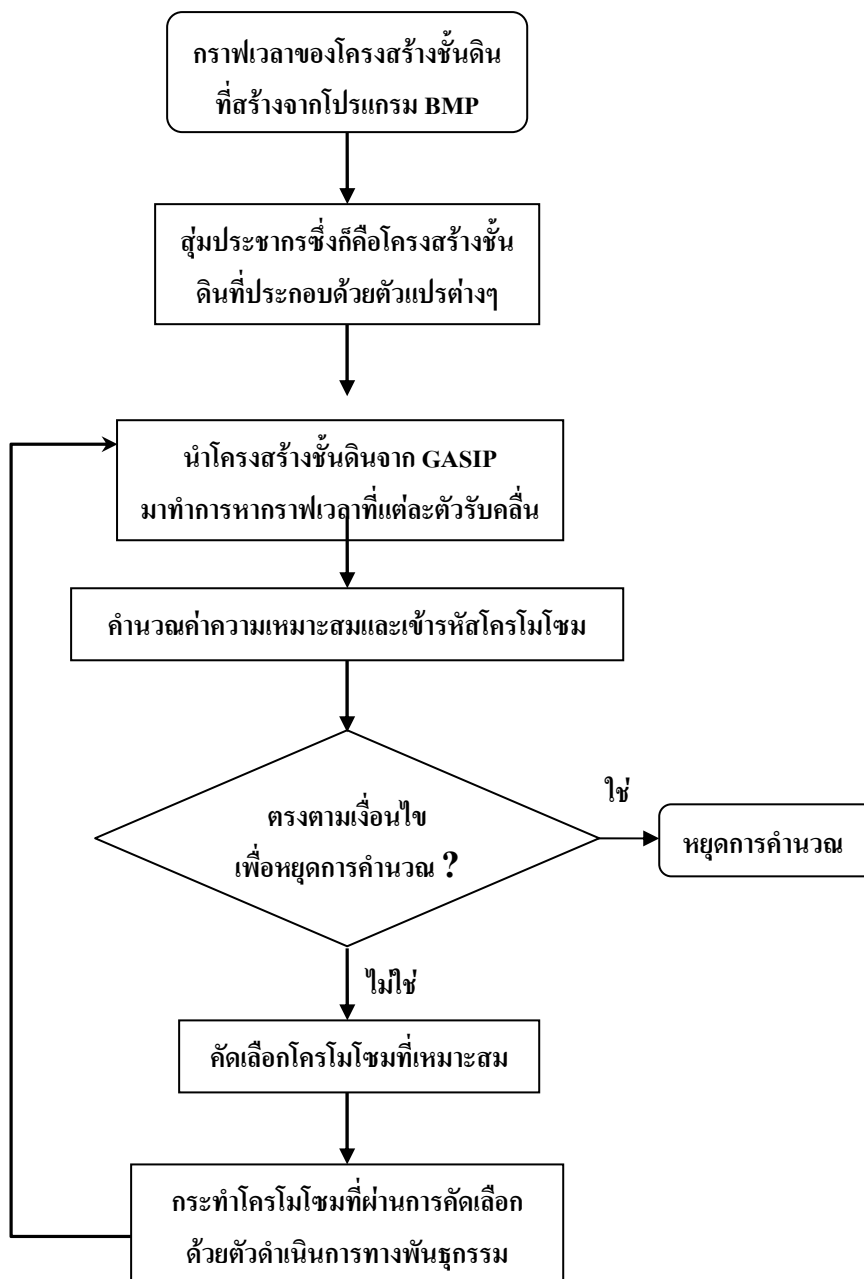 กราฟเวลาของโครงสร้างชั้นดิน
ที่สร้างจากโปรแกรม BMP
สุ่มประชากรซึ่งก็คือโครงสร้างชั้น
ดินที่ประกอบด้วยตัวแปรต่างๆ
นำโครงสร้างชั้นดินจาก GASIP
มาทำการหากราฟเวลาที่แต่ละตัวรับคลื่น
คำนวณค่าความเหมาะสมและเข้ารหัสโครโมโซม
ตรงตามเงื่อนไข
เพื่อหยุดการคำนวณ ?
ใช่
หยุดการคำนวณ
ไม่ใช่
คัดเลือกโครโมโซมที่เหมาะสม
กระทำโครโมโซมที่ผ่านการคัดเลือก
ด้วยตัวดำเนินการทางพันธุกรรม